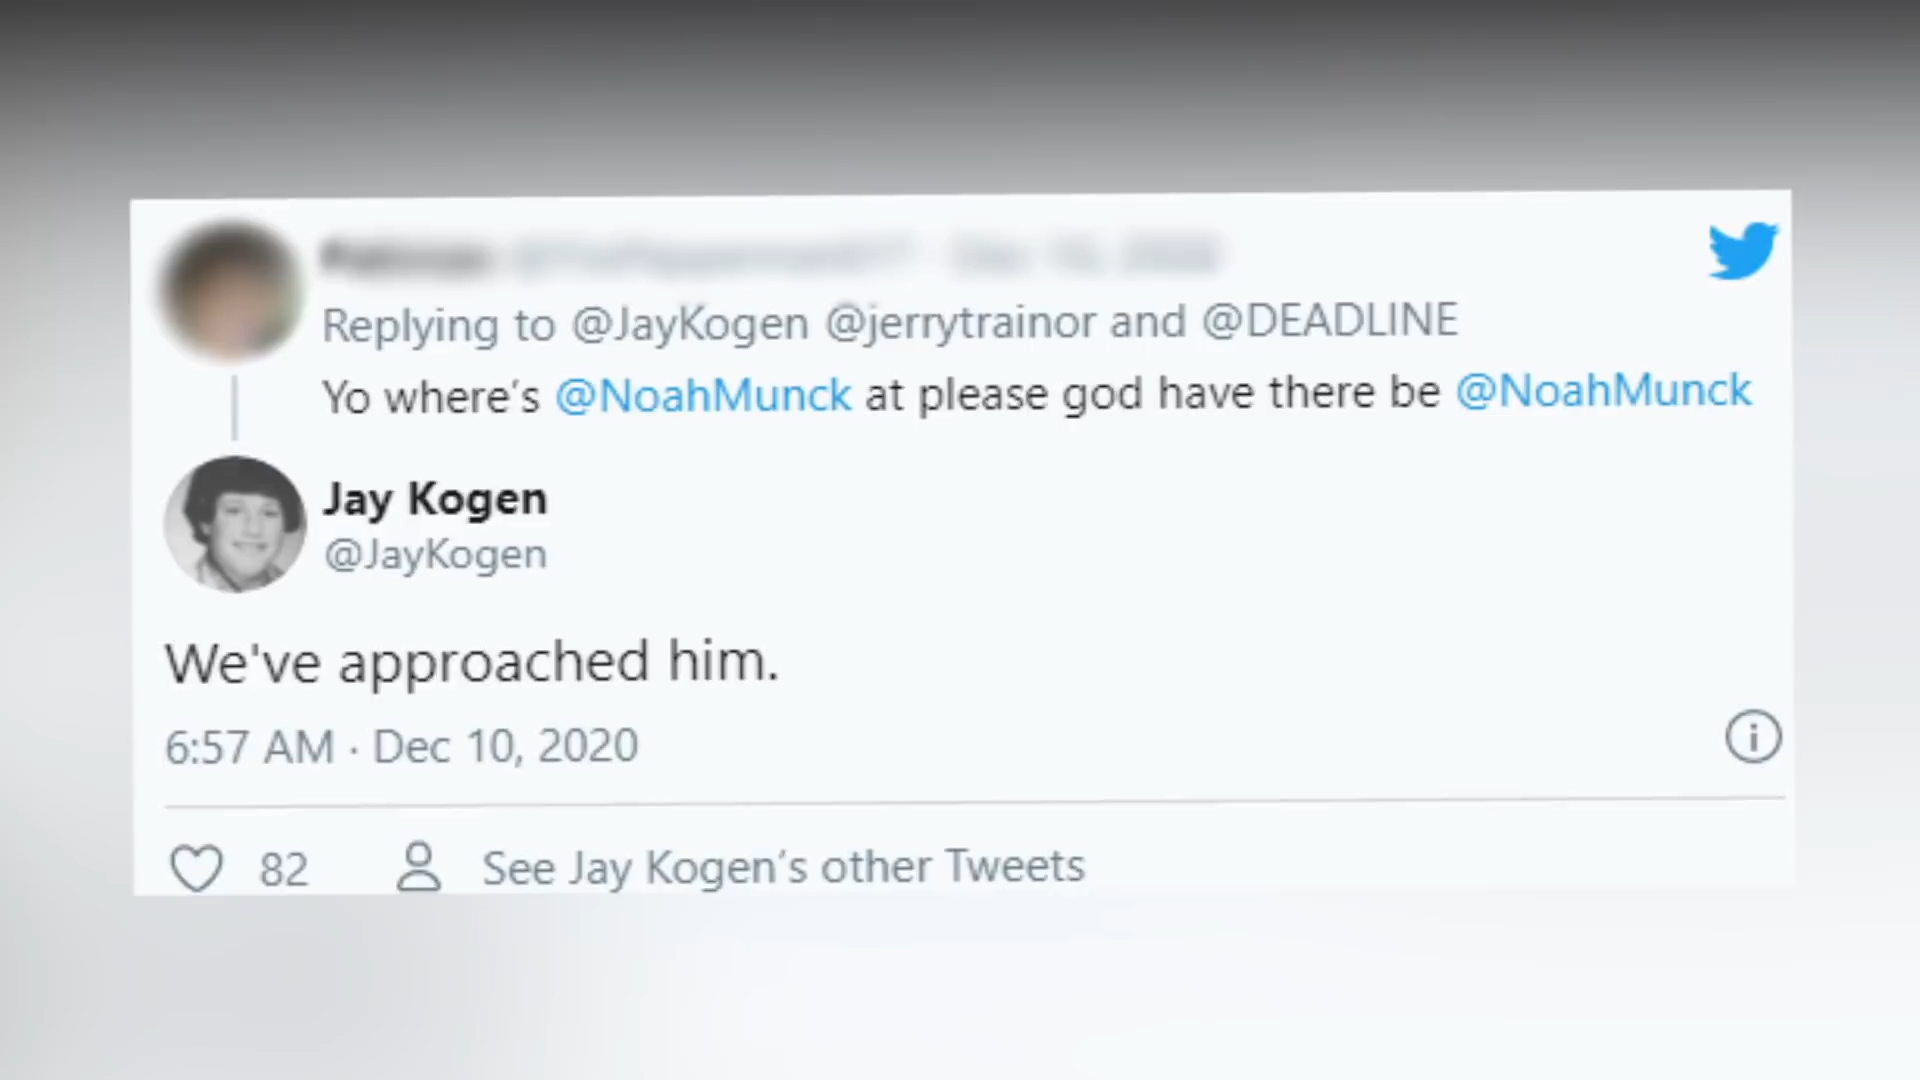 Replying to @JayKogen @jerrytrainor and @DEADLINE
Yo where's @NoahMunck at please god have there be @NoahMunck
Jay Kogen
@JayKogen
We've approached him.
6:57 AM · Dec 10, 2020
82 See Jay Kogen's other Tweets